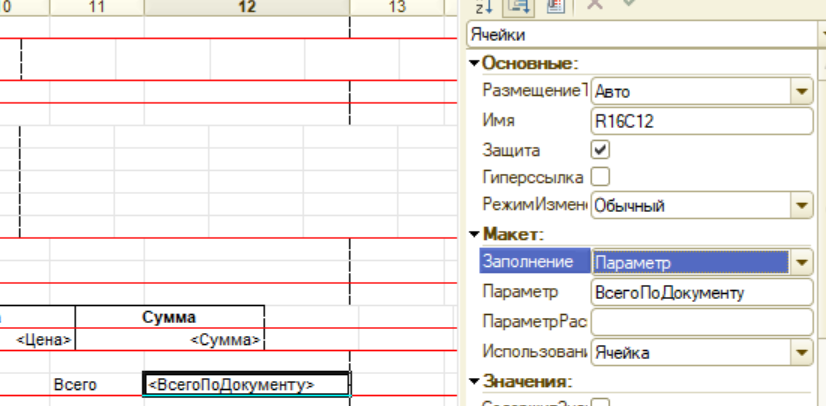 0 11 12 13
Ячейки
Основные:
РазмещениеТ Авто
Имя R16C12
Защита
Гиперссылка
РежимИзмен Обычный
Макет:
Заполнение Параметр
Параметр ВсегоПоДокументу
ПараметрРас
Использован Ячейка
Значения:
Сумма
<Цена> <Сумма>
Всего <ВсегоПоДокументу>